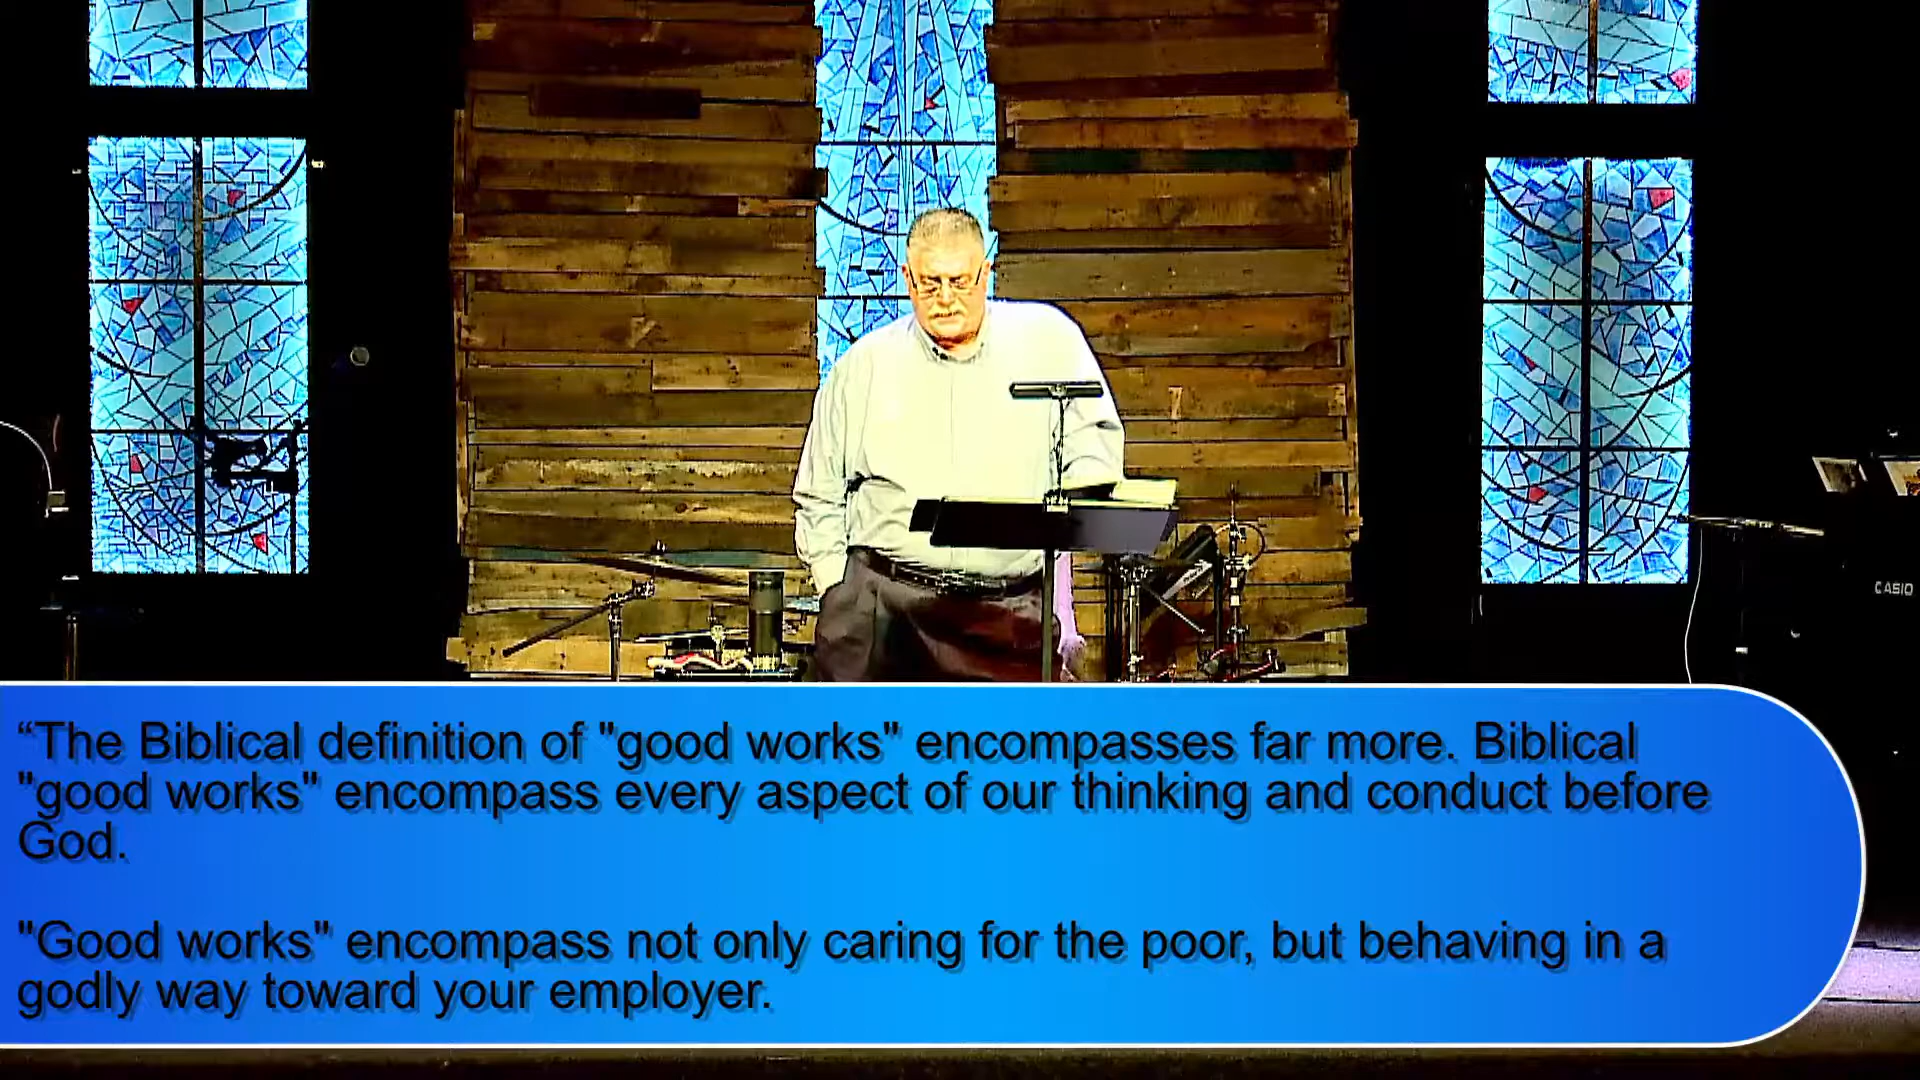 CASIO
“The Biblical definition of "good works" encompasses far more. Biblical
"good works" encompass every aspect of our thinking and conduct before
God.
"Good works" encompass not only caring for the poor, but behaving in a
godly way toward your employer.